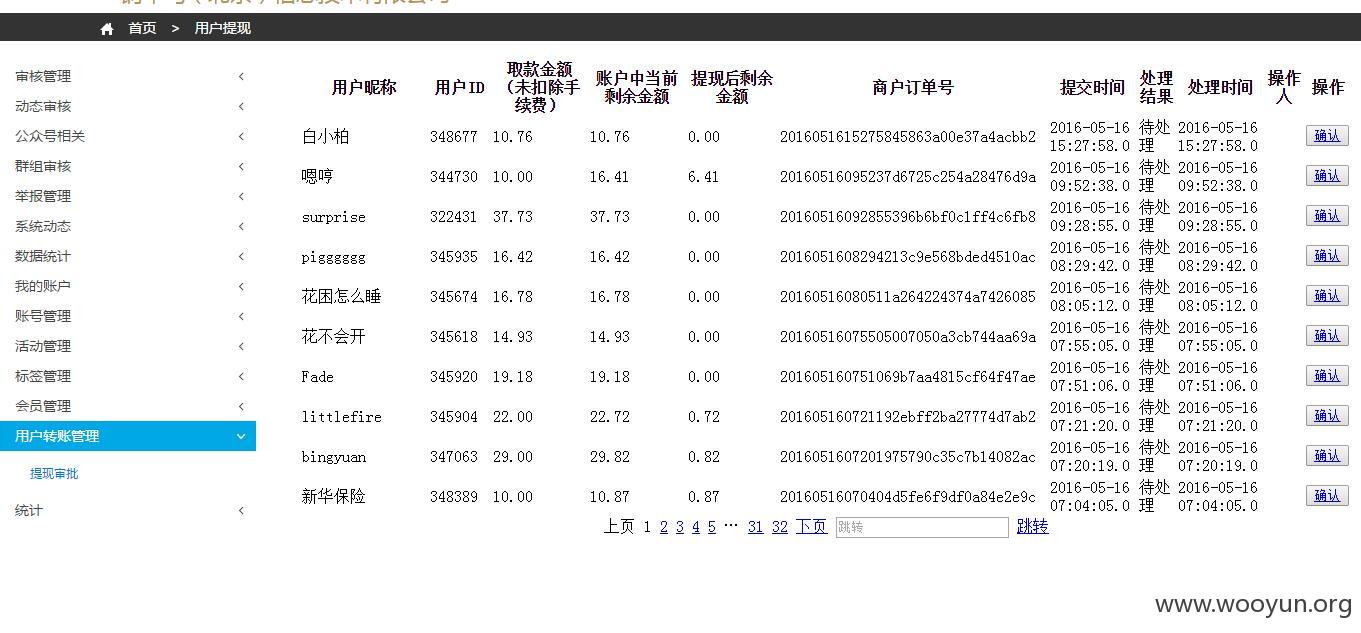 首页 > 用户提现
审核管理
动态审核
公众号相关
群组审核
举报管理
系统动态
数据统计
我的账户
账号管理
活动管理
标签管理
会员管理
用户转账管理
提现审批
统计
用户昵称 用户ID 取款金额（未扣除手续费） 账户中当前剩余金额 提现后剩余金额 商户订单号 提交时间 处理结果 处理时间 操作人 操作
白小柏 348677 10.76 10.76 0.00 2016051615275845863a00e37a4acbb2 2016-05-16 15:27:58.0 待处理 2016-05-16 15:27:58.0 确认
嗯哼 344730 10.00 16.41 6.41 20160516095237d6725c254a28476d9a 2016-05-16 09:52:38.0 待处理 2016-05-16 09:52:38.0 确认
surprise 322431 37.73 37.73 0.00 20160516092855396b6bf0c1ff4c6fb8 2016-05-16 09:28:55.0 待处理 2016-05-16 09:28:55.0 确认
pigggggg 345935 16.42 16.42 0.00 2016051608294213c9e568bded4510ac 2016-05-16 08:29:42.0 待处理 2016-05-16 08:29:42.0 确认
花困怎么睡 345674 16.78 16.78 0.00 20160516080511a264224374a7426085 2016-05-16 08:05:12.0 待处理 2016-05-16 08:05:12.0 确认
花不会开 345618 14.93 14.93 0.00 20160516075505007050a3cb744aa69a 2016-05-16 07:55:05.0 待处理 2016-05-16 07:55:05.0 确认
Fade 345920 19.18 19.18 0.00 201605160751069b7aa4815cf64f47ae 2016-05-16 07:51:06.0 待处理 2016-05-16 07:51:06.0 确认
littlefire 345904 22.00 22.72 0.72 201605160721192ebff2ba27774d7ab2 2016-05-16 07:21:20.0 待处理 2016-05-16 07:21:20.0 确认
bingyuan 347063 29.00 29.82 0.82 2016051607201975790c35c7b14082ac 2016-05-16 07:20:19.0 待处理 2016-05-16 07:20:19.0 确认
新华保险 348389 10.00 10.87 0.87 20160516070404d5fe6f9df0a84e2e9c 2016-05-16 07:04:05.0 待处理 2016-05-16 07:04:05.0 确认
上页 1 2 3 4 5 … 31 32 下页 跳转 跳转
www.wooyun.org